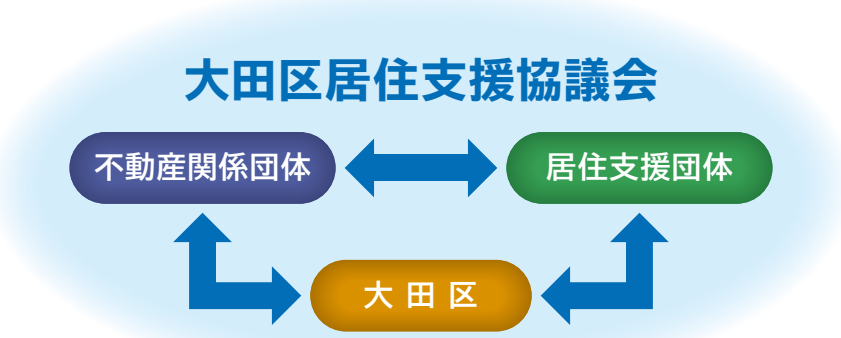 大田区居住支援協議会
不動産関係団体
居住支援団体
大田区